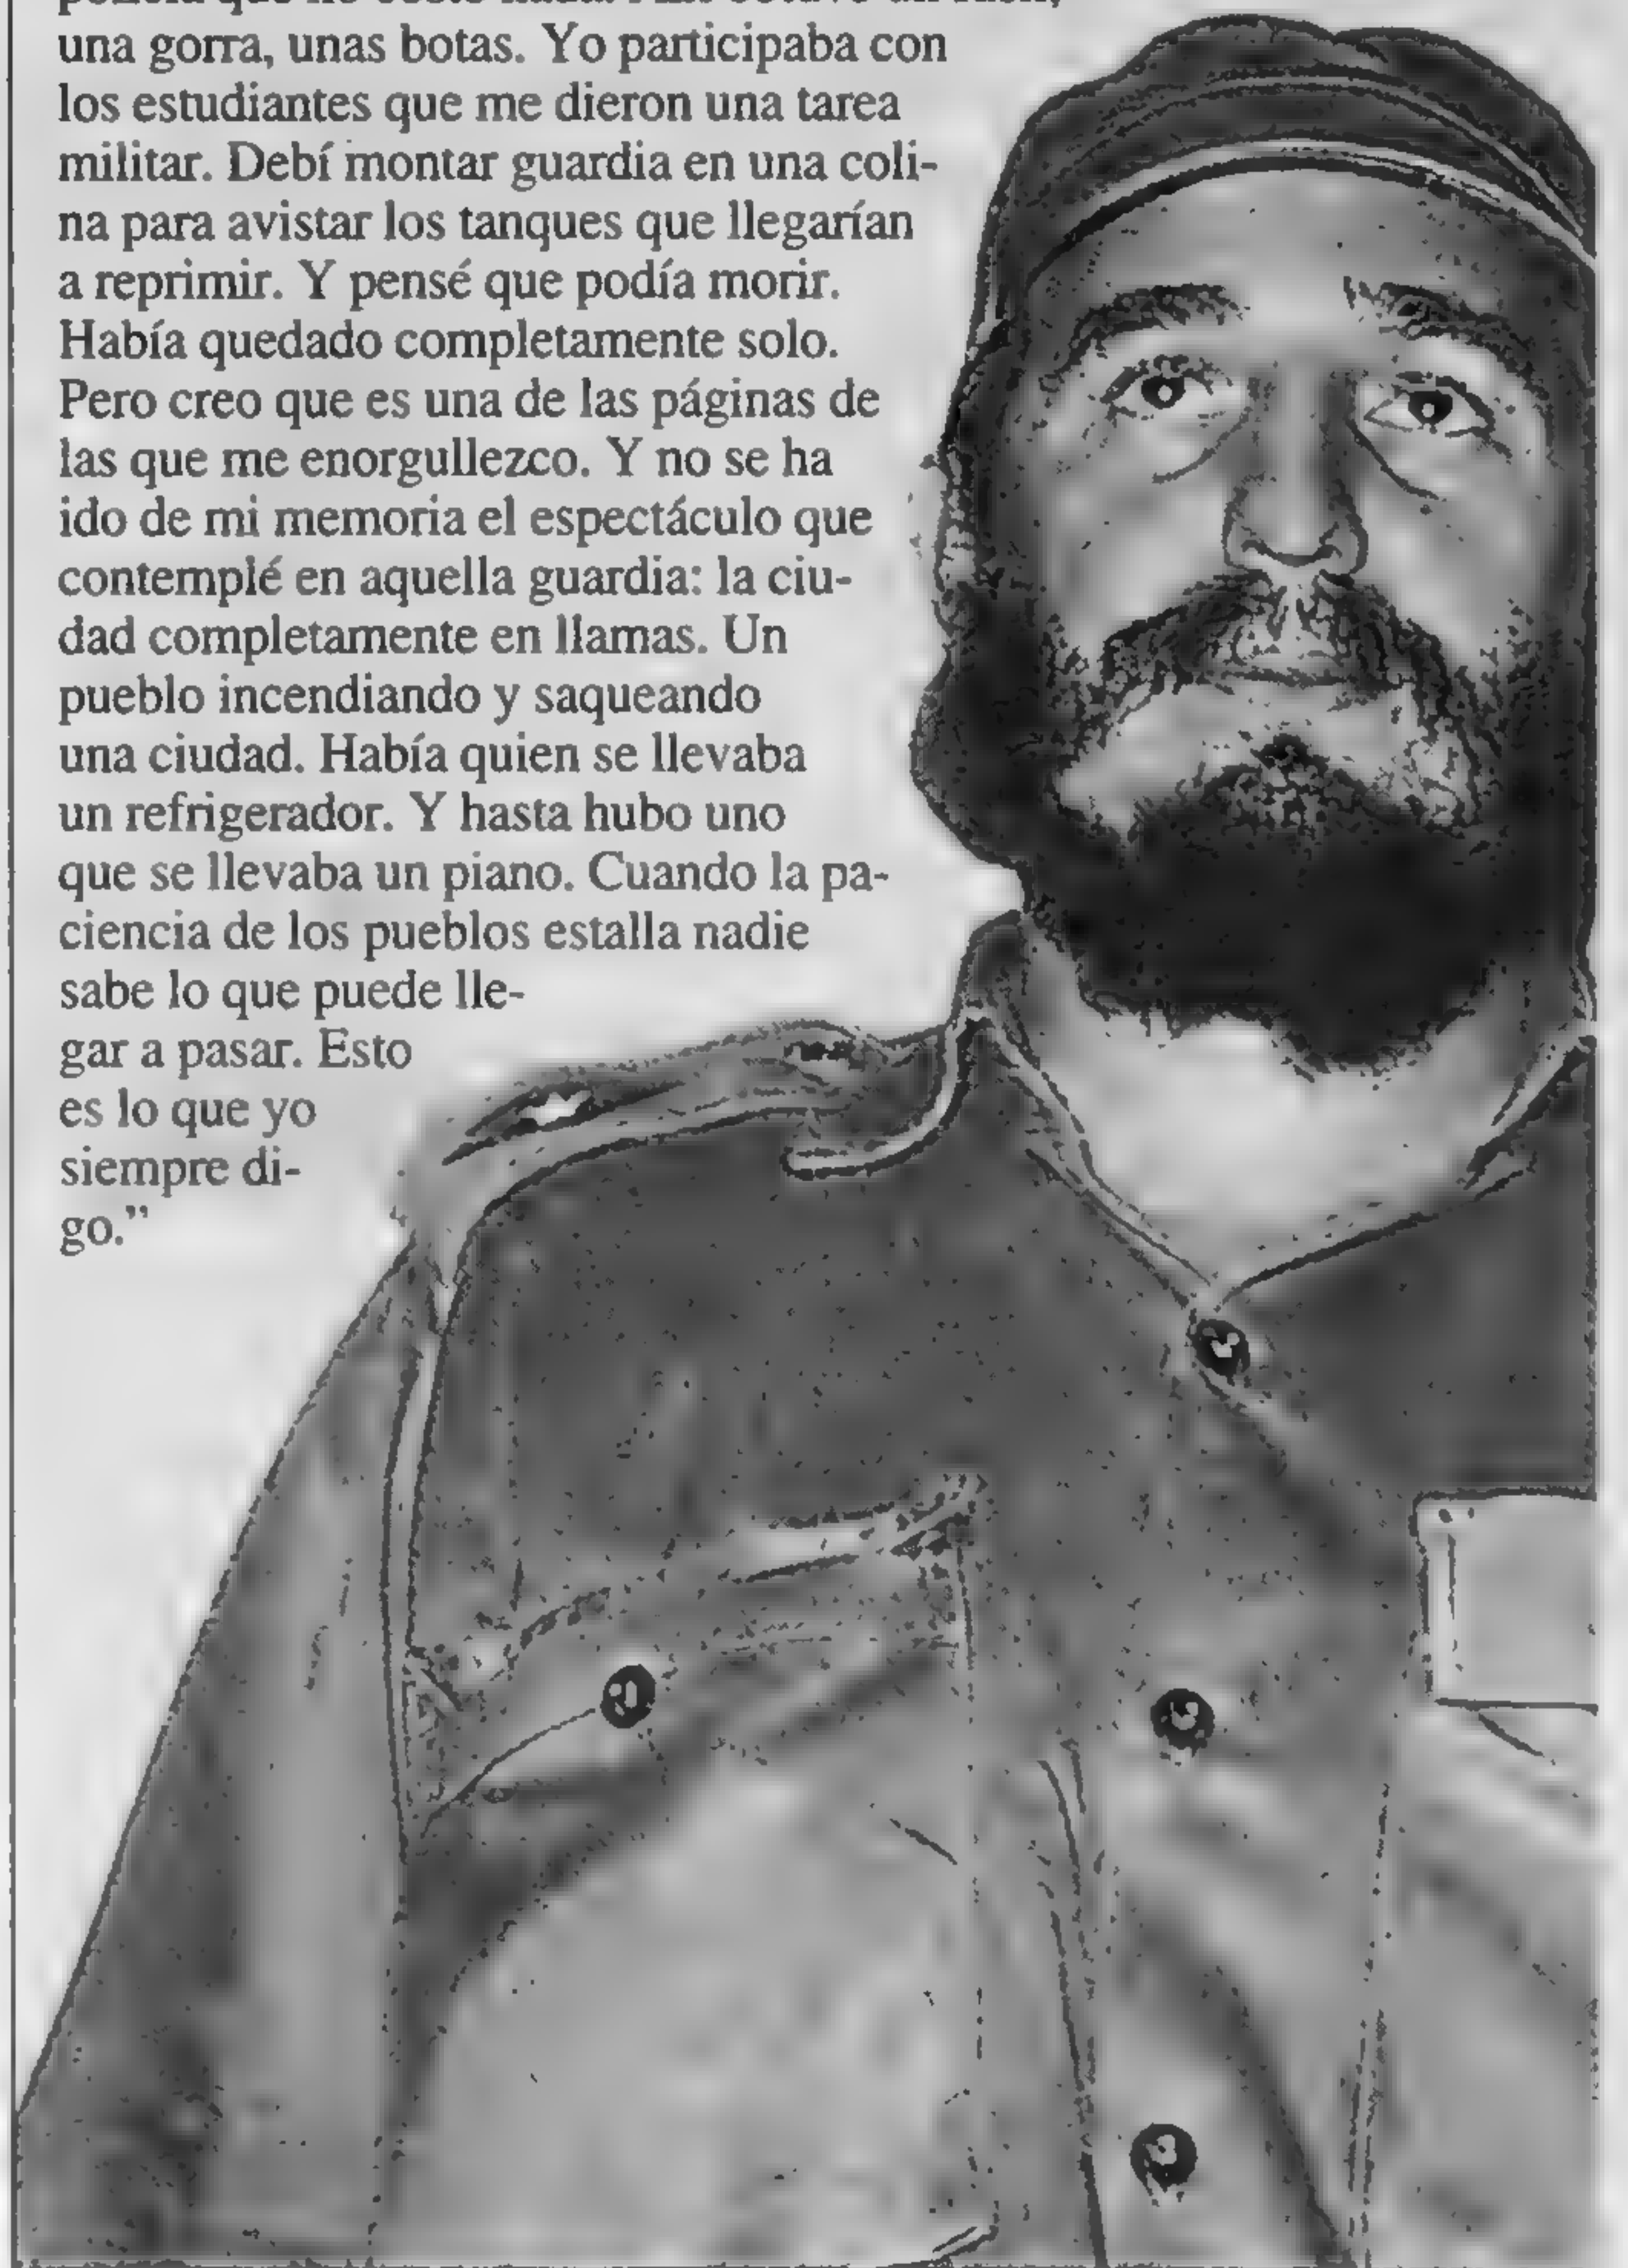 una gorra, unas botas. Yo participaba con
los estudiantes que me dieron una tarea
militar. Debí montar guardia en una coli-
na para avistar los tanques que llegarían
a reprimir. Y pensé que podía morir.
Había quedado completamente solo.
Pero creo que es una de las páginas de
las que me enorgullezco. Y no se ha
ido de mi memoria el espectáculo que
contemplé en aquella guardia: la ciu-
dad completamente en llamas. Un
pueblo incendiando y saqueando
una ciudad. Había quien se llevaba
un refrigerador. Y hasta hubo uno
que se llevaba un piano. Cuando la pa-
ciencia de los pueblos estalla nadie
sabe lo que puede lle-
gar a pasar. Esto
es lo que yo
siempre di-
go.”